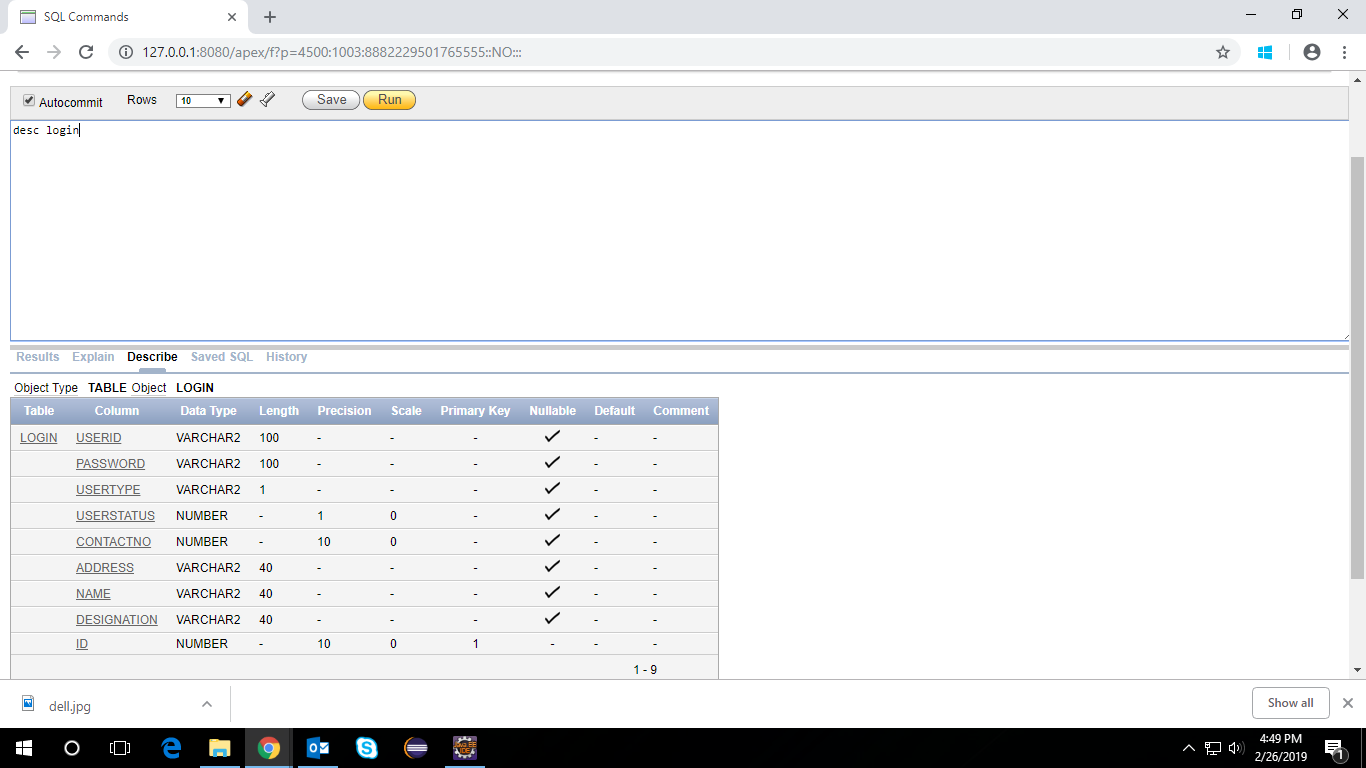 SQL Commands
127.0.0.1:8080/apex/f?p=4500:1003:8882229501765555::NO:::
Autocommit Rows 10 Save Run
desc login
Results Explain Describe Saved SQL History
Object Type TABLE Object LOGIN
Table Column Data Type Length Precision Scale Primary Key Nullable Default Comment
LOGIN USERID VARCHAR2 100 - - - - -
PASSWORD VARCHAR2 100 - - - - -
USERTYPE VARCHAR2 1 - - - - -
USERSTATUS NUMBER - 1 0 - - -
CONTACTNO NUMBER - 10 0 - - -
ADDRESS VARCHAR2 40 - - - - -
NAME VARCHAR2 40 - - - - -
DESIGNATION VARCHAR2 40 - - - - -
ID NUMBER - 10 0 1 - - -
1 - 9
dell.jpg Show all
4:49 PM
2/26/2019
1